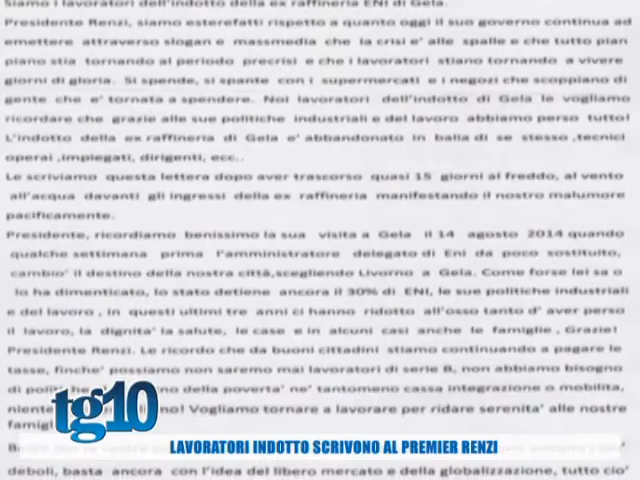 Siamo i lavoratori dell'indotto della ex raffineria ENI di Gela.
Presidente Renzi, siamo esterefatti rispetto a quanto oggi il suo governo continua ad
emettere attraverso slogan e massmedia che la crisi e' alle spalle e che tutto pian
piano stia tornando al periodo precrisi e che i lavoratori stiano tornando a vivere
giorni di gloria. Si spende, si spante con i supermercati e i negozi che scoppiano di
gente che e' tornata a spendere. Noi lavoratori dell'indotto di Gela le vogliamo
ricordare che grazie alle sue politiche industriali e del lavoro abbiamo perso tutto!
L'indotto della ex raffineria di Gela e' abbandonato in balia di se stesso ,tecnici
operai ,impiegati, dirigenti, ecc..
Le scriviamo questa lettera dopo aver trascorso quasi 15 giorni al freddo, al vento
all'acqua davanti gli ingressi della ex raffineria manifestando il nostro malumore
pacificamente.
Presidente, ricordiamo benissimo la sua visita a Gela il 14 agosto 2014 quando
qualche settimana prima l'amministratore delegato di Eni da poco sostituito,
cambio' il destino della nostra città,scegliendo Livorno a Gela. Come forse lei sa o
lo ha dimenticato, lo stato detiene ancora il 30% di ENI, le sue politiche industriali
e del lavoro , in questi ultimi tre anni ci hanno ridotto all'osso tanto d' aver perso
il lavoro, la dignita' la salute, le case e in alcuni casi anche le famiglie , Grazie!
Presidente Renzi. Le ricordo che da buoni cittadini stiamo continuando a pagare le
tasse, finche' possiamo non saremo mai lavoratori di serie B, non abbiamo bisogno
di della poverta' ne' tantomeno cassa integrazione o mobilita,
niente Vogliamo tornare a lavorare per ridare serenita' alle nostre
tg10
LAVORATORI INDOTTO SCRIVONO AL PREMIER RENZI
deboli, basta ancora con l'idea del libero mercato e della globalizzazione, tutto cio'